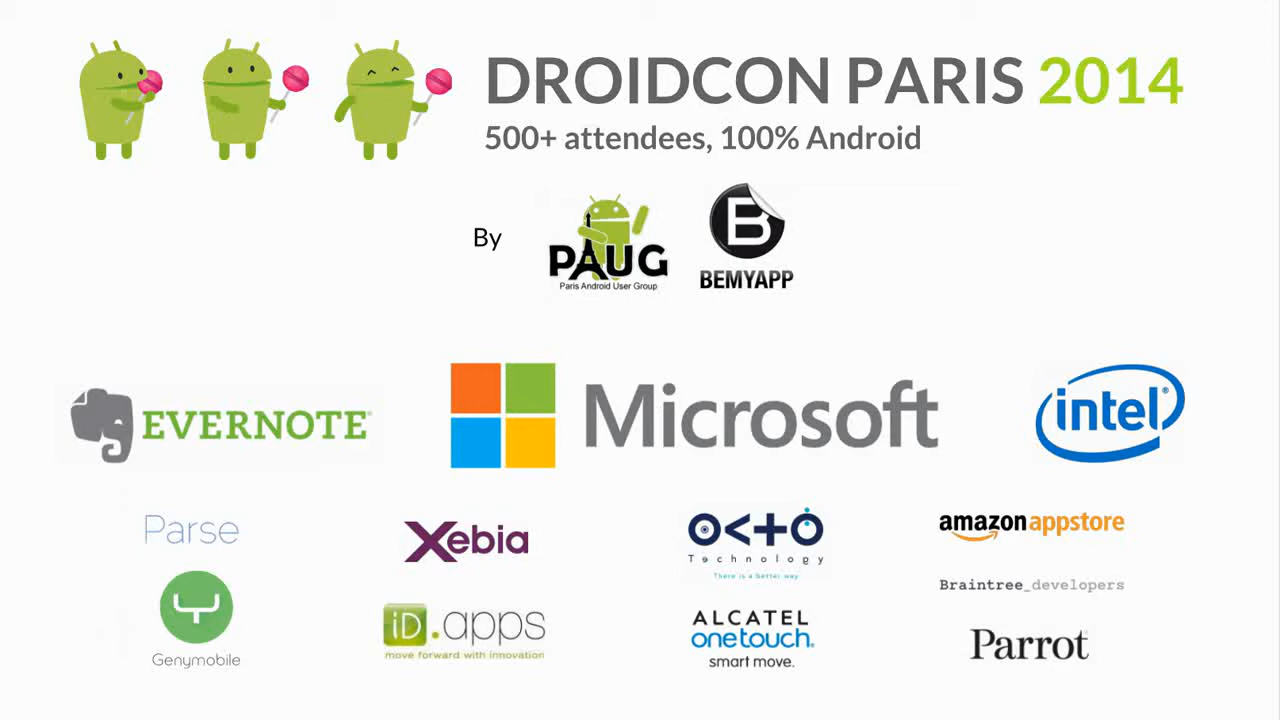 DROIDCON PARIS 2014
500+ attendees, 100% Android
By
PAUG
Paris Android User Group
B
BEMYAPP
EVERNOTE®
Microsoft
intel®
Parse
Xebia
OCTO
Technology
There is a better way
amazon appstore
Braintree_developers
Genymobile
iD.apps
move forward with innovation
ALCATEL
onetouch®
smart move.
Parrot